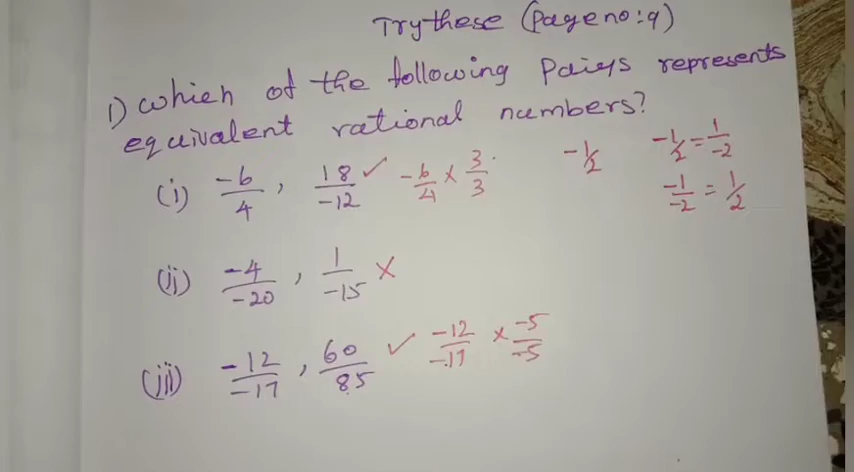 Try these (Page no: 9)
1) which of the following Pairs represents
equivalent rational numbers?
-1/2 -1/2 = 1/-2
(i) -6/4 , 18/-12 ✓ -6/4 × 3/3
-1/-2 = 1/2
(ii) -4/-20 , 1/-15 ×
(iii) -12/-17 , 60/85 ✓ -12/-17 × -5/-5